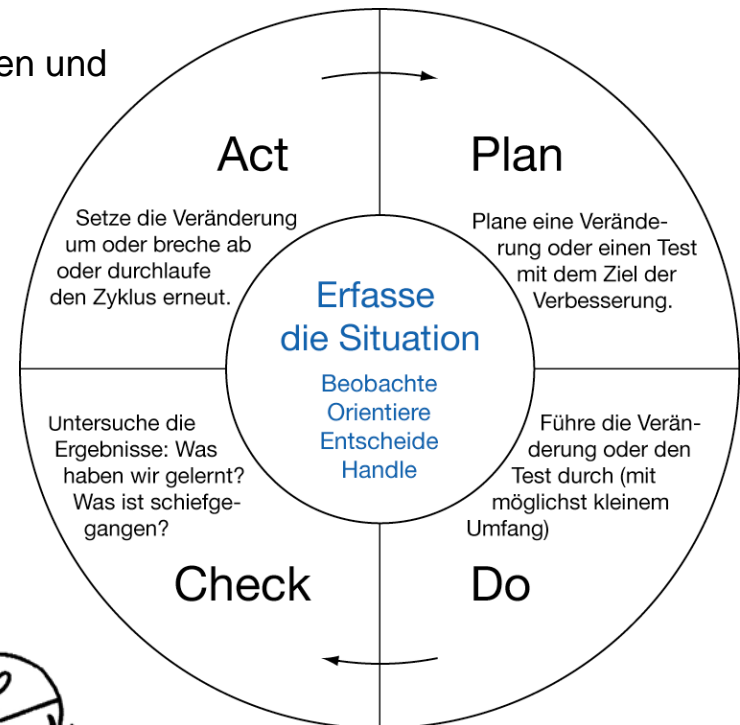 en und
Act
Setze die Veränderung
um oder breche ab
oder durchlaufe
den Zyklus erneut.
Plan
Plane eine Verände-
rung oder einen Test
mit dem Ziel der
Verbesserung.
Erfasse
die Situation
Beobachte
Orientiere
Entscheide
Handle
Untersuche die
Ergebnisse: Was
haben wir gelernt?
Was ist schiefge-
gangen?
Check
Führe die Verän-
derung oder den
Test durch (mit
möglichst kleinem
Umfang)
Do